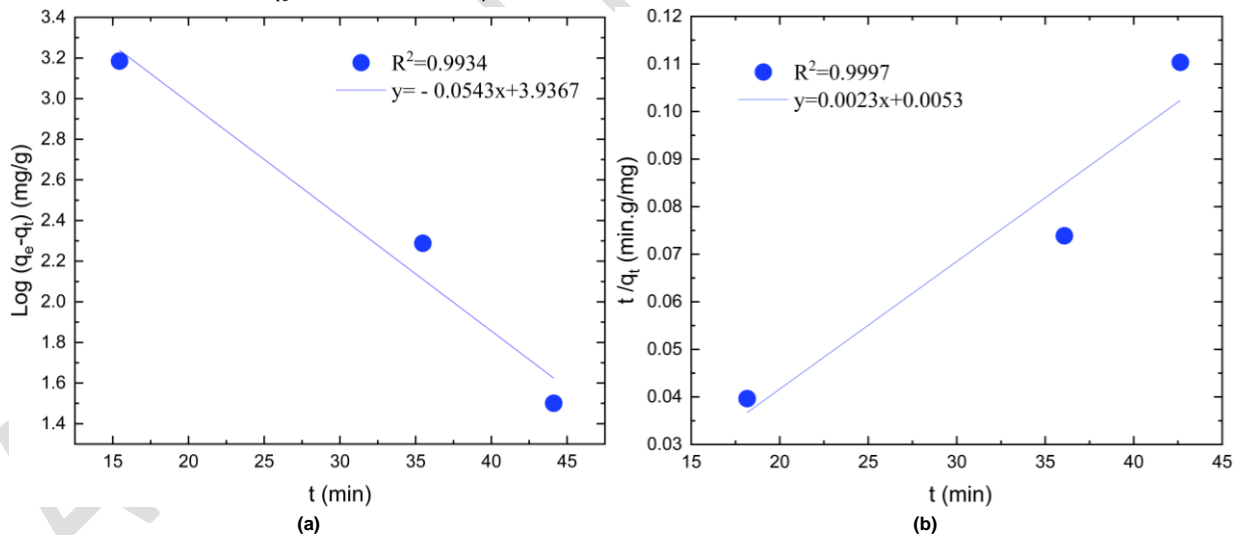 R²=0.9934
y= - 0.0543x+3.9367
Log (qₑ-qₜ) (mg/g)
3.4
3.2
3.0
2.8
2.6
2.4
2.2
2.0
1.8
1.6
1.4
15 20 25 30 35 40 45
t (min)
(a)
R²=0.9997
y=0.0023x+0.0053
t /qₜ (min.g/mg)
0.12
0.11
0.10
0.09
0.08
0.07
0.06
0.05
0.04
0.03
15 20 25 30 35 40 45
t (min)
(b)